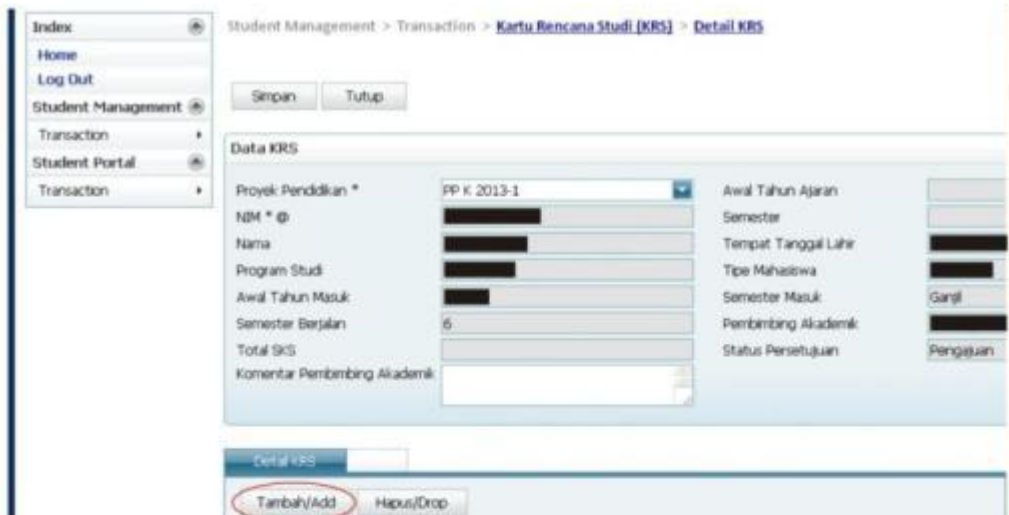 Index
Home
Log Out
Student Management
Transaction
Student Portal
Transaction
Student Management > Transaction > Kartu Rencana Studi (KRS) > Detail KRS
Simpan Tutup
Data KRS
Proyek Pendidikan * PP K 2013-1 Awal Tahun Ajaran
NIM * @ Semester
Nama Tempat Tanggal Lahir
Program Studi Tipe Mahasiswa
Awal Tahun Masuk Semester Masuk Ganjil
Semester Berjalan 6 Pembimbing Akademik
Total SKS Status Persetujuan Pengajuan
Komentar Pembimbing Akademik
Detail KRS
Tambah/Add Hapus/Drop